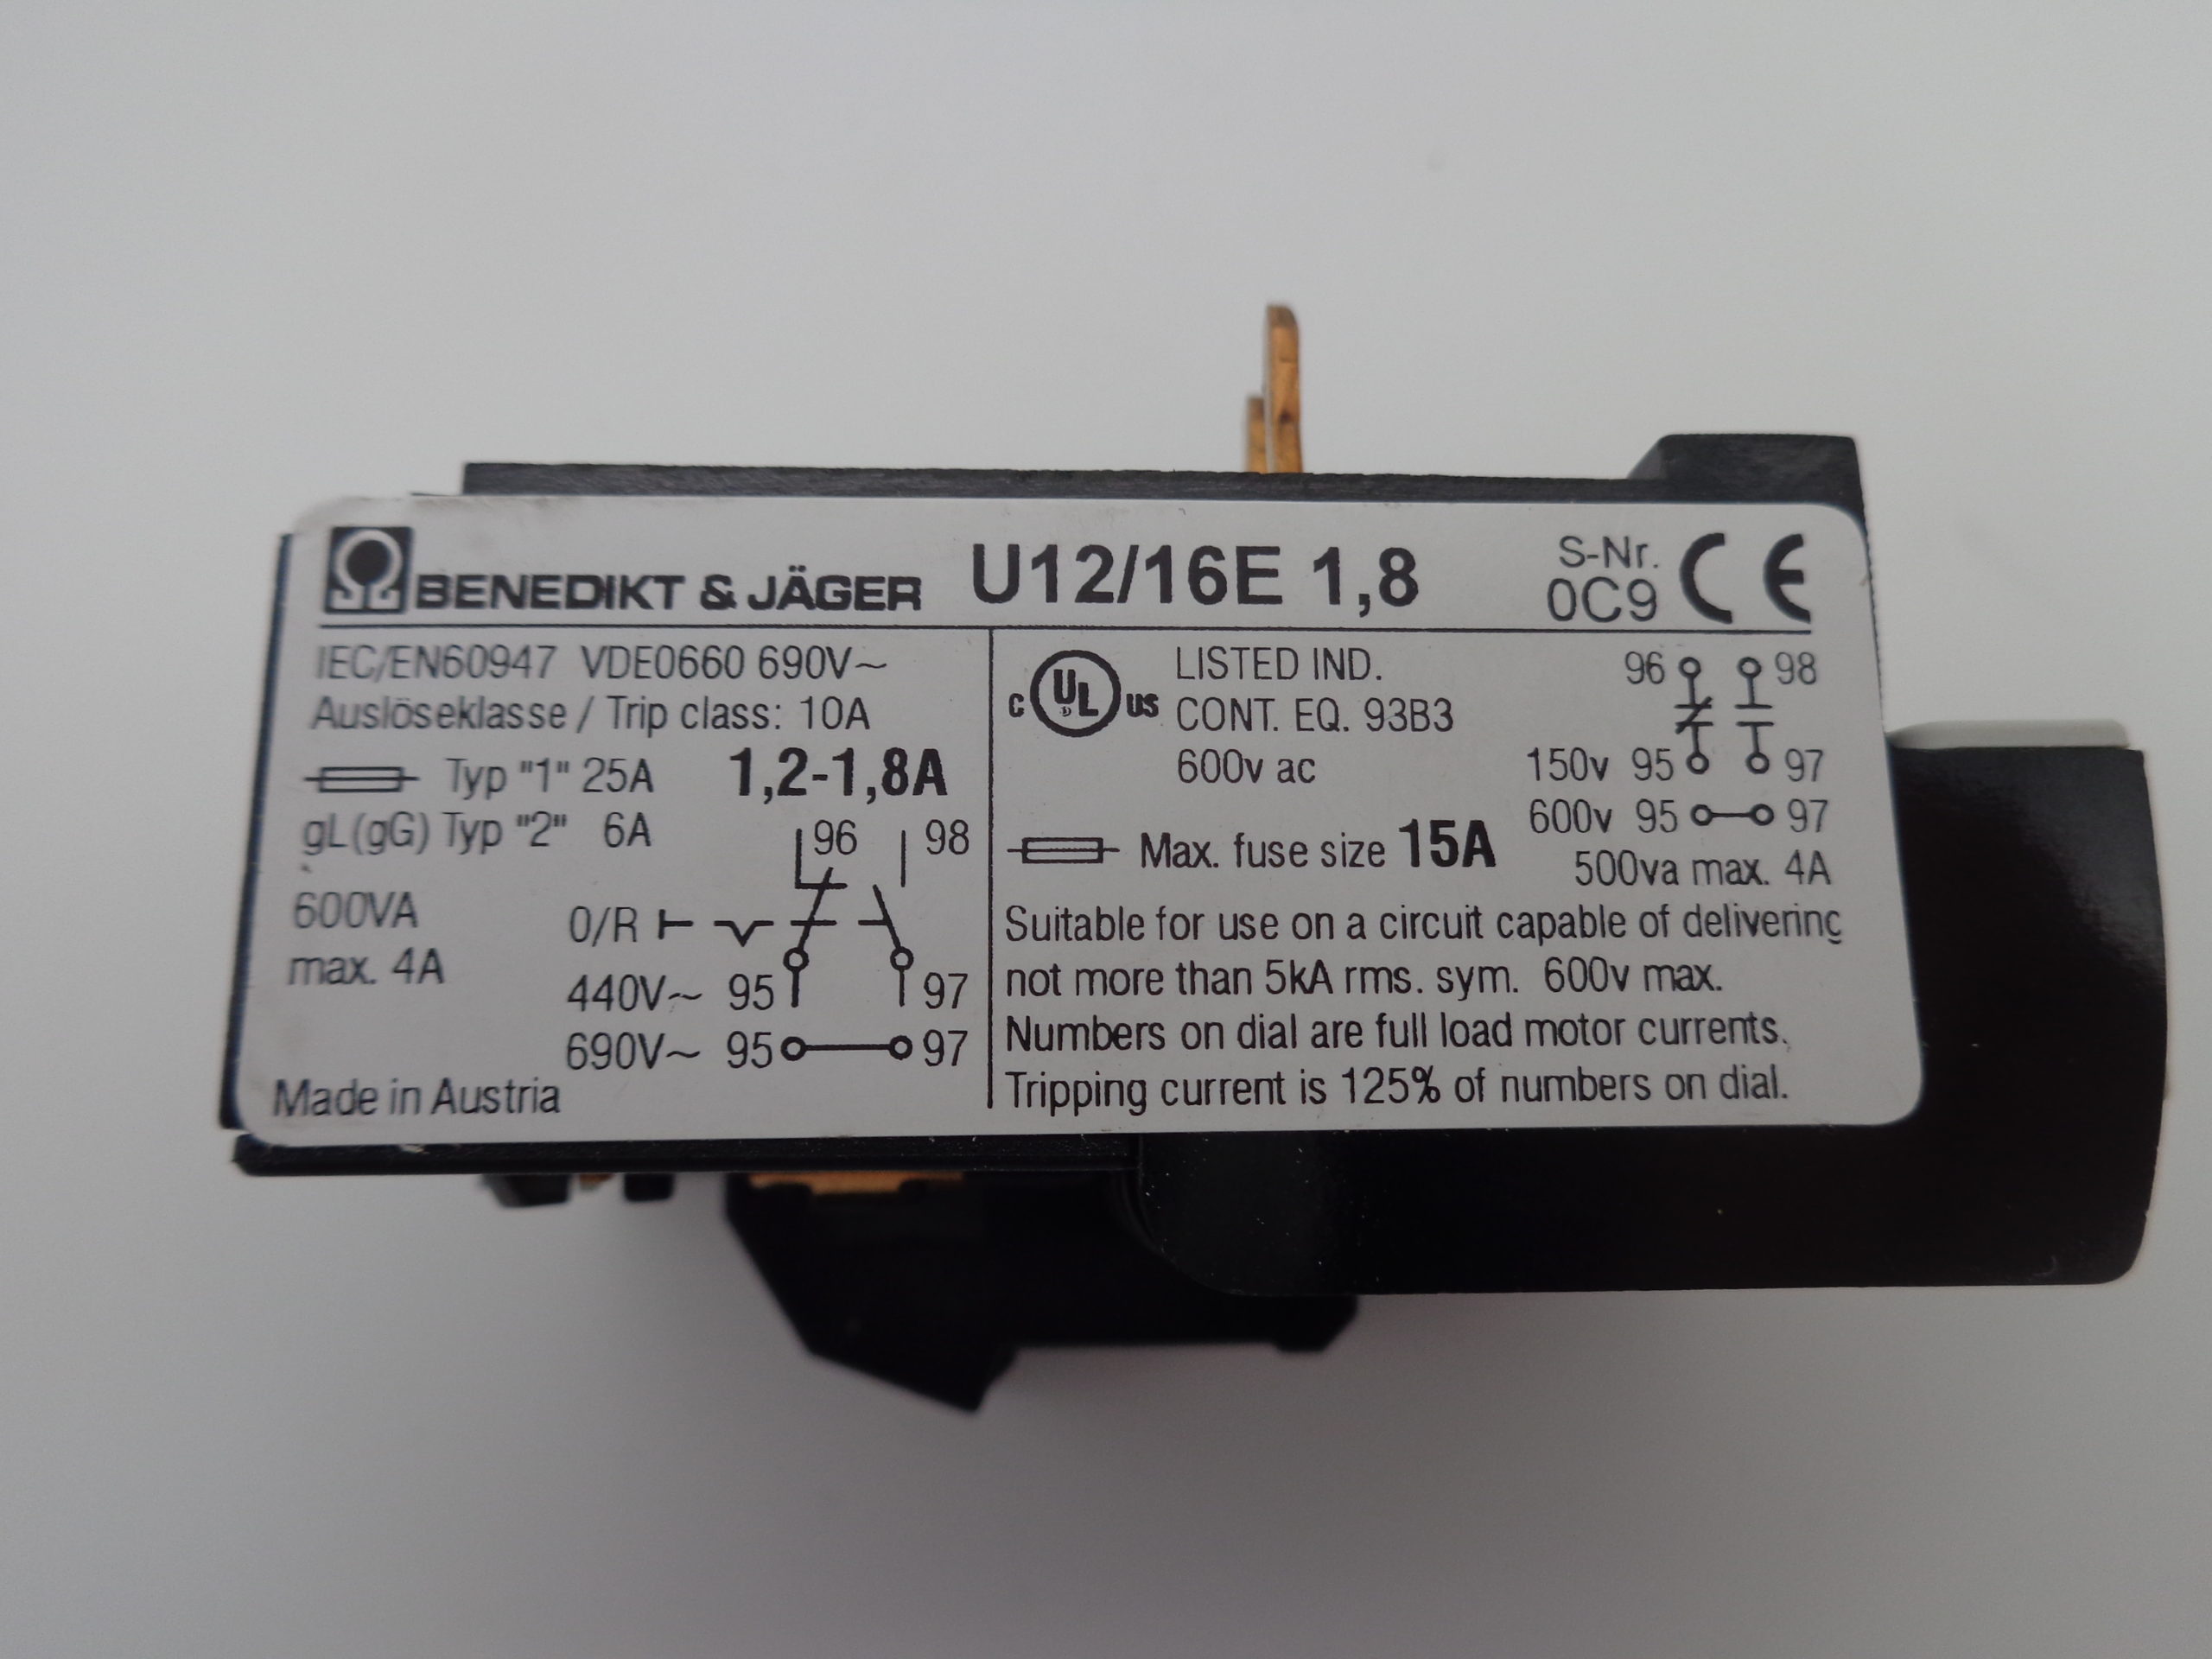 BENEDIKT & JÄGER U12/16E 1,8 S-Nr. 0C9 CE
IEC/EN60947 VDE0660 690V~
Auslöseklasse / Trip class: 10A
Typ "1" 25A 1,2-1,8A
gL(gG) Typ "2" 6A
96 98
600VA
max. 4A
0/R
440V~ 95 97
690V~ 95 97
Made in Austria
C UL US LISTED IND.
CONT. EQ. 93B3
600v ac
96 98
150v 95 97
600v 95 97
500va max. 4A
Max. fuse size 15A
Suitable for use on a circuit capable of delivering
not more than 5kA rms. sym. 600v max.
Numbers on dial are full load motor currents.
Tripping current is 125% of numbers on dial.